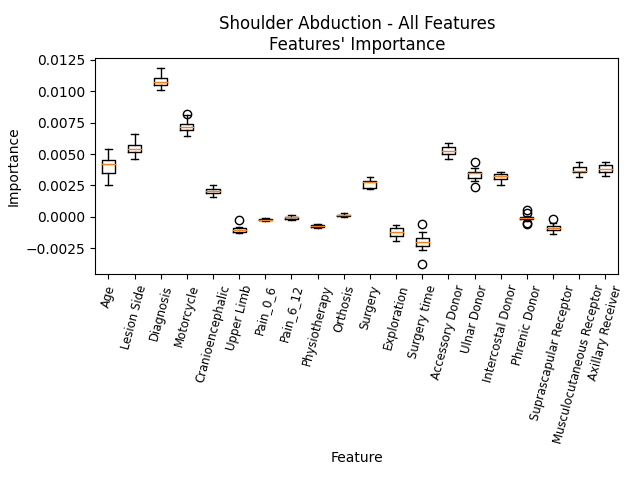 Shoulder Abduction - All Features
Features' Importance
0.0125
0.0100
0.0075
0.0050
0.0025
0.0000
−0.0025
Importance
Age
Lesion Side
Diagnosis
Motorcycle
Cranioencephalic
Upper Limb
Pain_0_6
Pain_6_12
Physiotherapy
Orthosis
Surgery
Exploration
Surgery time
Accessory Donor
Ulnar Donor
Intercostal Donor
Phrenic Donor
Suprascapular Receptor
Musculocutaneous Receptor
Axillary Receiver
Feature